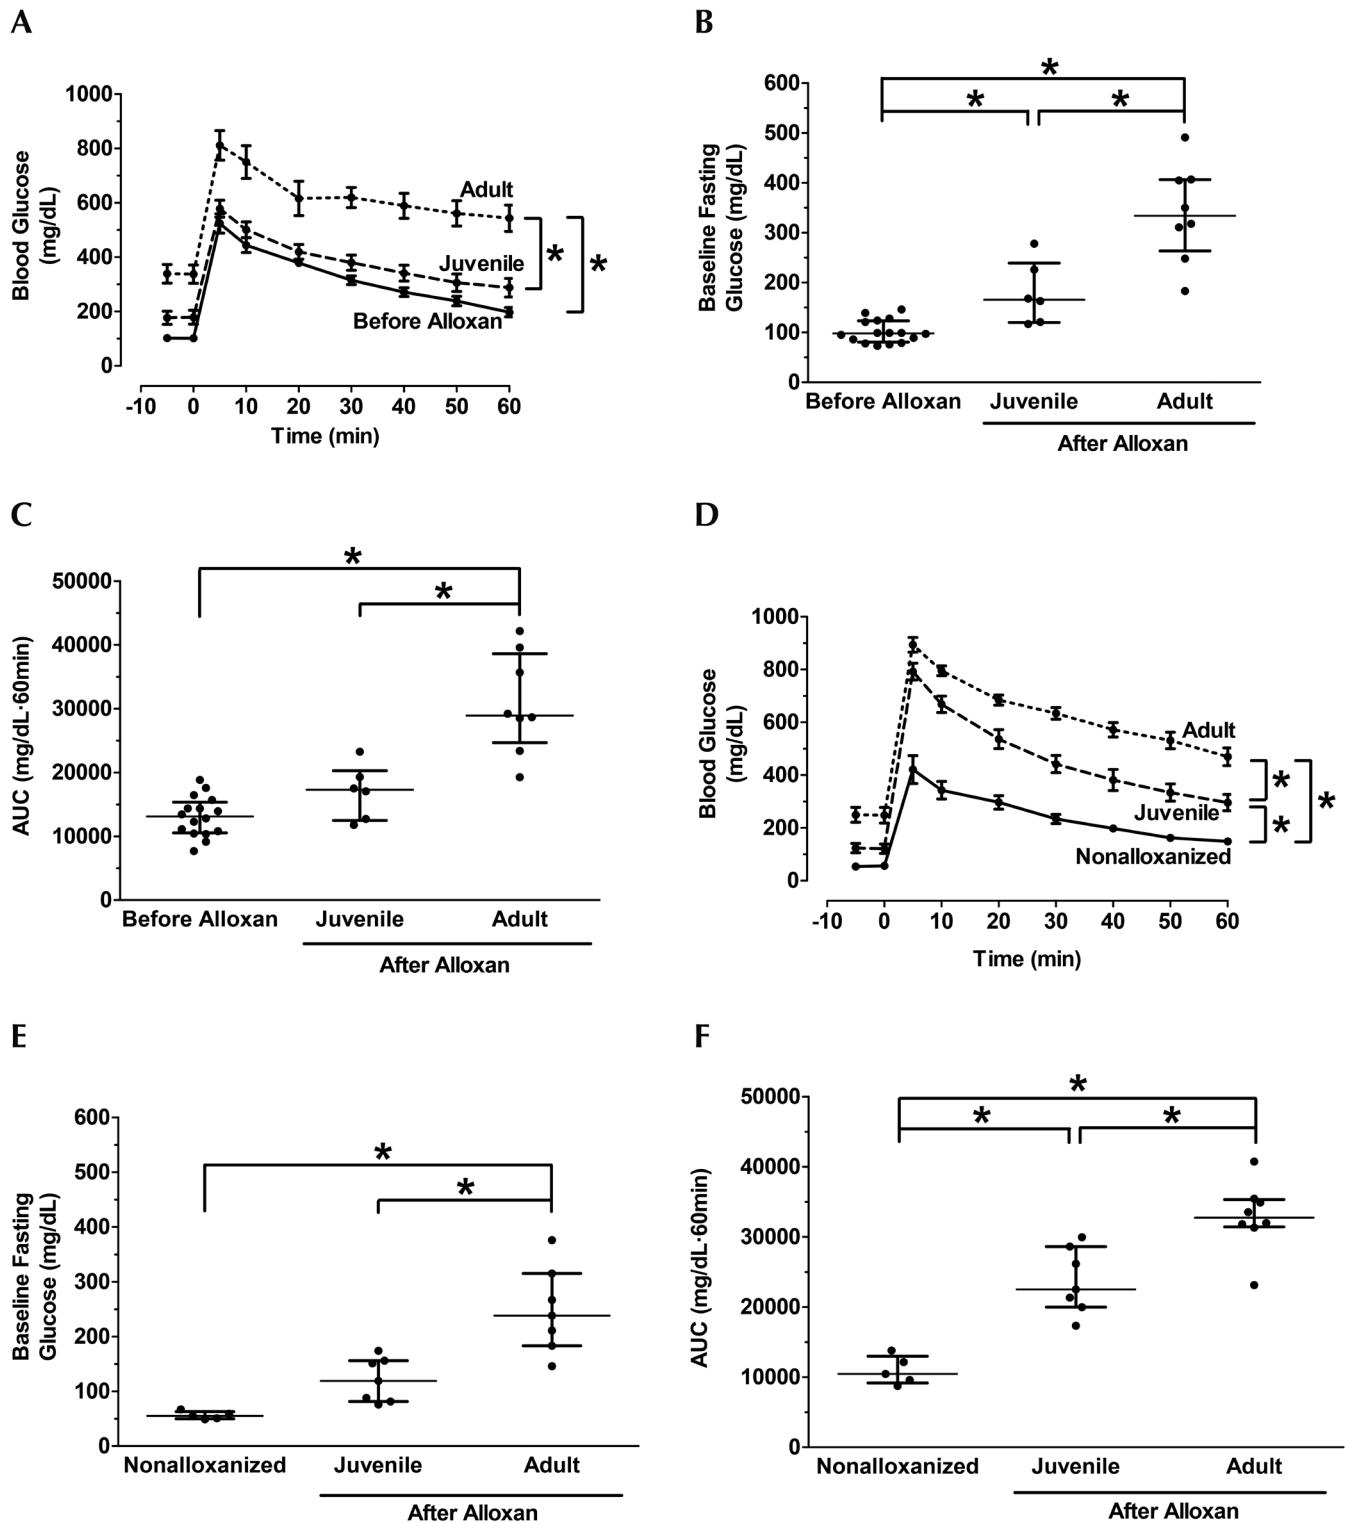 A
Blood Glucose
(mg/dL)
1000
800
600
400
200
0
Adult
Juvenile
Before Alloxan
*
*
-10 0 10 20 30 40 50 60
Time (min)
B
Baseline Fasting
Glucose (mg/dL)
600
500
400
300
200
100
0
*
*
*
Before Alloxan Juvenile Adult
After Alloxan
C
AUC (mg/dL·60min)
50000
40000
30000
20000
10000
0
*
*
Before Alloxan Juvenile Adult
After Alloxan
D
Blood Glucose
(mg/dL)
1000
800
600
400
200
0
Adult
Juvenile
Nonalloxanized
*
*
*
-10 0 10 20 30 40 50 60
Time (min)
E
Baseline Fasting
Glucose (mg/dL)
600
500
400
300
200
100
0
*
*
Nonalloxanized Juvenile Adult
After Alloxan
F
AUC (mg/dL·60min)
50000
40000
30000
20000
10000
0
*
*
*
Nonalloxanized Juvenile Adult
After Alloxan